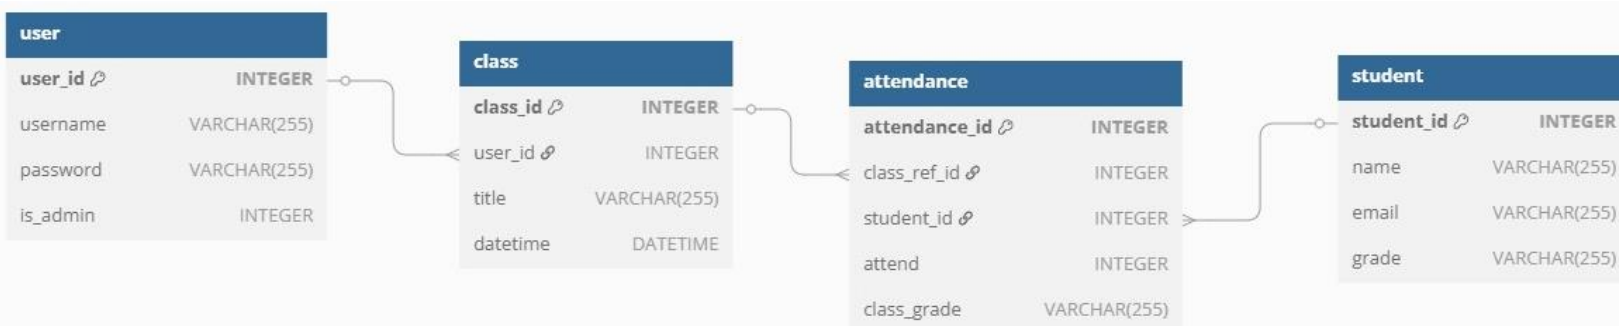 user
user_id INTEGER
username VARCHAR(255)
password VARCHAR(255)
is_admin INTEGER
class
class_id INTEGER
user_id INTEGER
title VARCHAR(255)
datetime DATETIME
attendance
attendance_id INTEGER
class_ref_id INTEGER
student_id INTEGER
attend INTEGER
class_grade VARCHAR(255)
student
student_id INTEGER
name VARCHAR(255)
email VARCHAR(255)
grade VARCHAR(255)